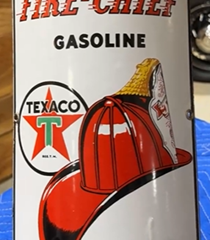 FIRE-CHIEF
GASOLINE
TEXACO
T